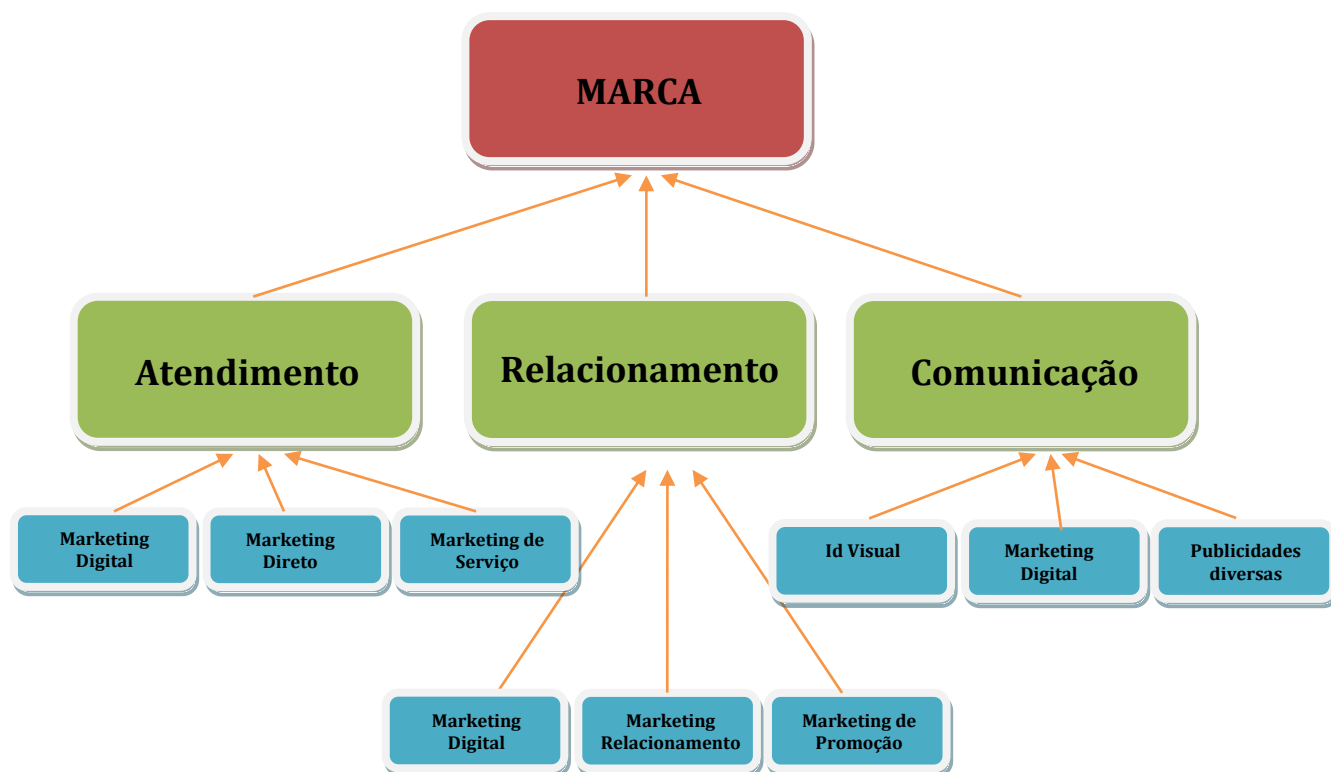 MARCA
Atendimento
Relacionamento
Comunicação
Marketing
Digital
Marketing
Direto
Marketing de
Serviço
Id Visual
Marketing
Digital
Publicidades
diversas
Marketing
Digital
Marketing
Relacionamento
Marketing de
Promoção